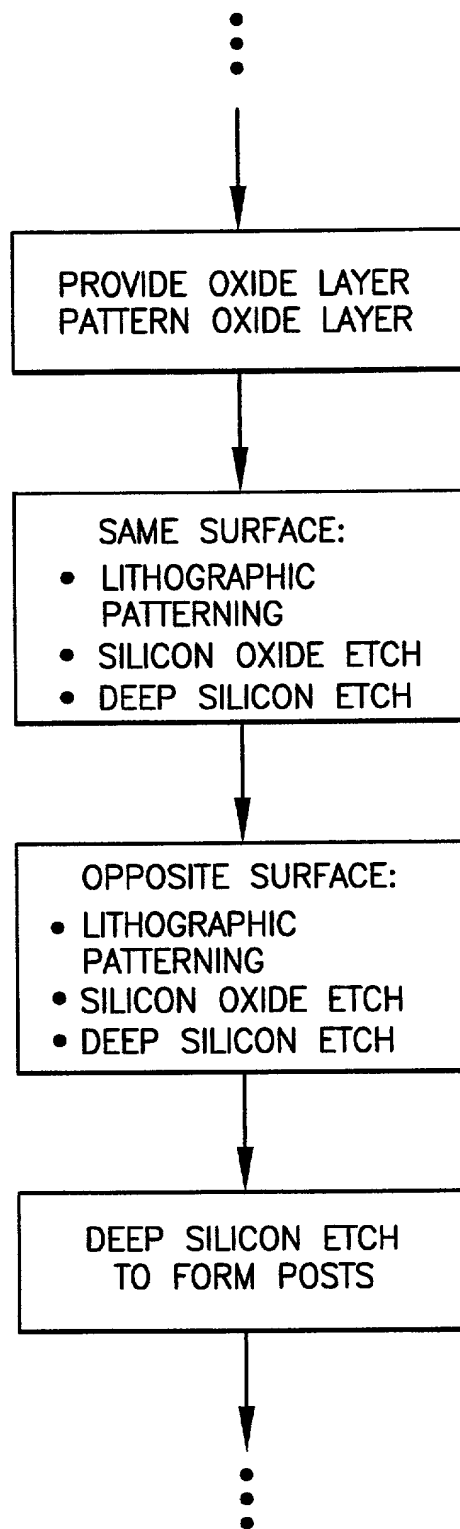 PROVIDE OXIDE LAYER
PATTERN OXIDE LAYER
SAME SURFACE:
• LITHOGRAPHIC
PATTERNING
• SILICON OXIDE ETCH
• DEEP SILICON ETCH
OPPOSITE SURFACE:
• LITHOGRAPHIC
PATTERNING
• SILICON OXIDE ETCH
• DEEP SILICON ETCH
DEEP SILICON ETCH
TO FORM POSTS